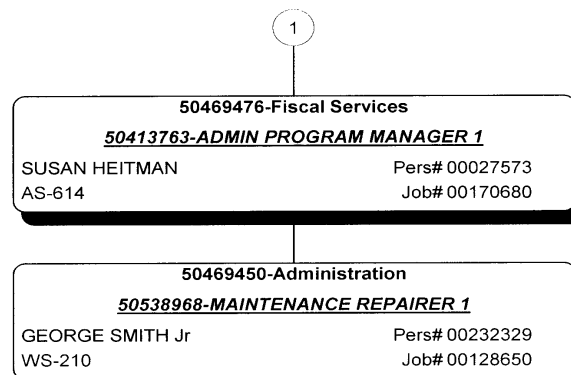 1
50469476-Fiscal Services
50413763-ADMIN PROGRAM MANAGER 1
SUSAN HEITMAN Pers# 00027573
AS-614 Job# 00170680
50469450-Administration
50538968-MAINTENANCE REPAIRER 1
GEORGE SMITH Jr Pers# 00232329
WS-210 Job# 00128650